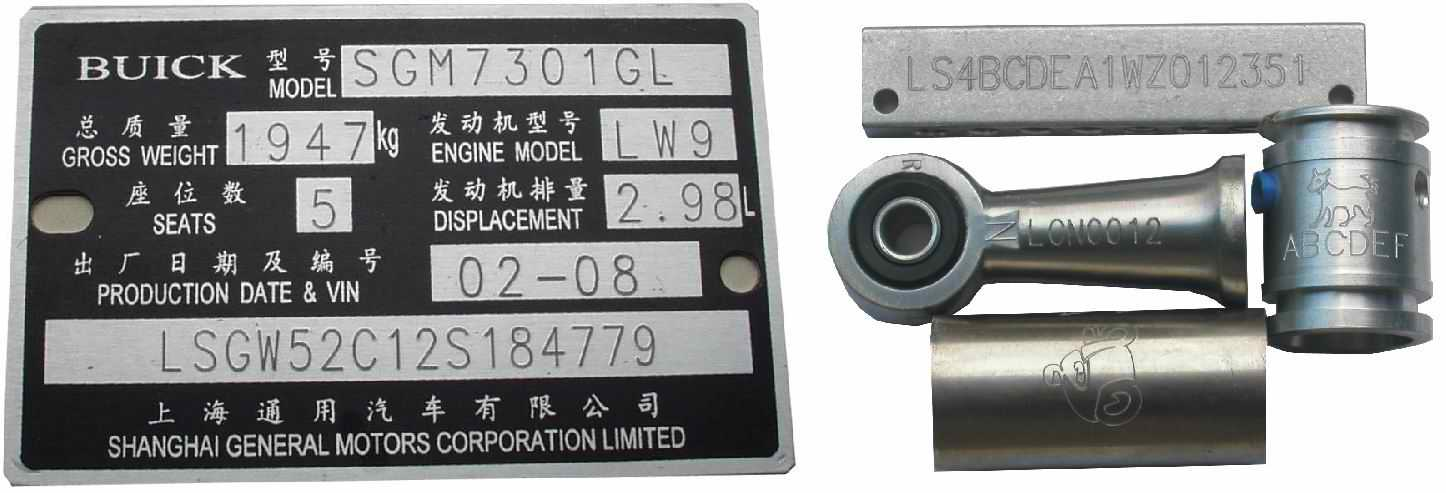 BUICK 型号 MODEL SGM7301GL
总质量 GROSS WEIGHT 1947 kg
发动机型号 ENGINE MODEL LW9
座位数 SEATS 5
发动机排量 DISPLACEMENT 2.98 L
出厂日期及编号
PRODUCTION DATE & VIN 02-08
LSGW52C12S184779
上海通用汽车有限公司
SHANGHAI GENERAL MOTORS CORPORATION LIMITED
LS4BCDEA1WZ012351
R
N LCNC012
ABCDEF